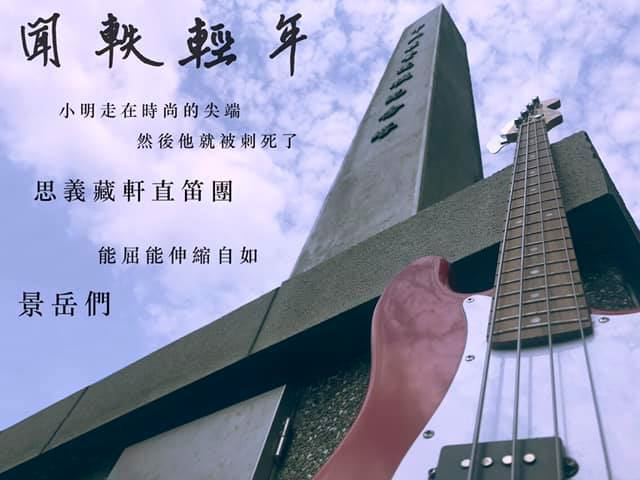 聞軼輕年
小明走在時尚的尖端
然後他就被刺死了
思義藏軒直笛團
能屈能伸縮自如
景岳們